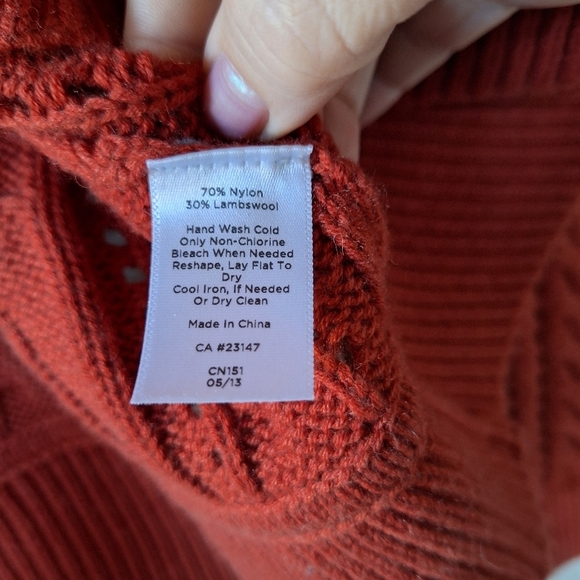 70% Nylon
30% Lambswool
Hand Wash Cold
Only Non-Chlorine
Bleach When Needed
Reshape, Lay Flat To
Dry
Cool Iron, If Needed
Or Dry Clean
Made In China
CA #23147
CN151
05/13